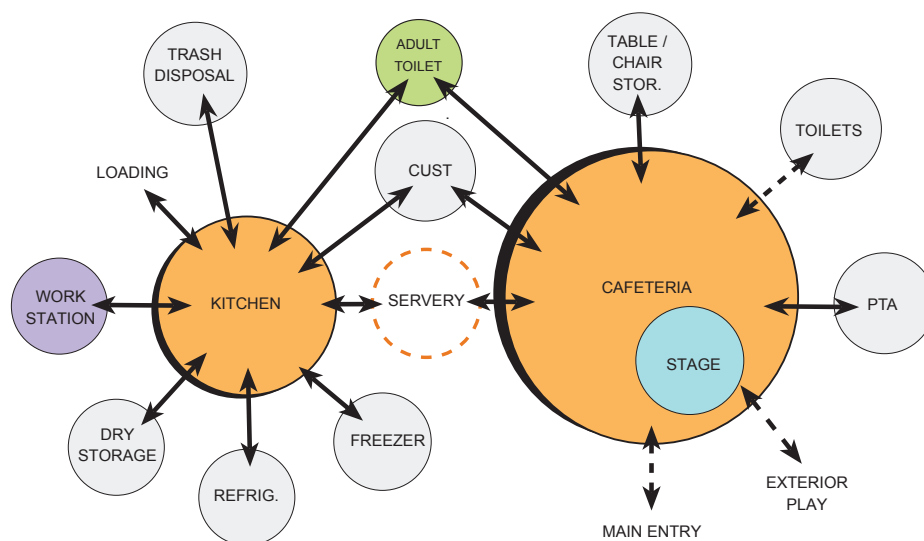 TRASH
DISPOSAL
ADULT
TOILET
TABLE /
CHAIR
STOR.
TOILETS
LOADING
CUST
WORK
STATION
KITCHEN
SERVERY
CAFETERIA
PTA
STAGE
DRY
STORAGE
FREEZER
REFRIG.
EXTERIOR
PLAY
MAIN ENTRY